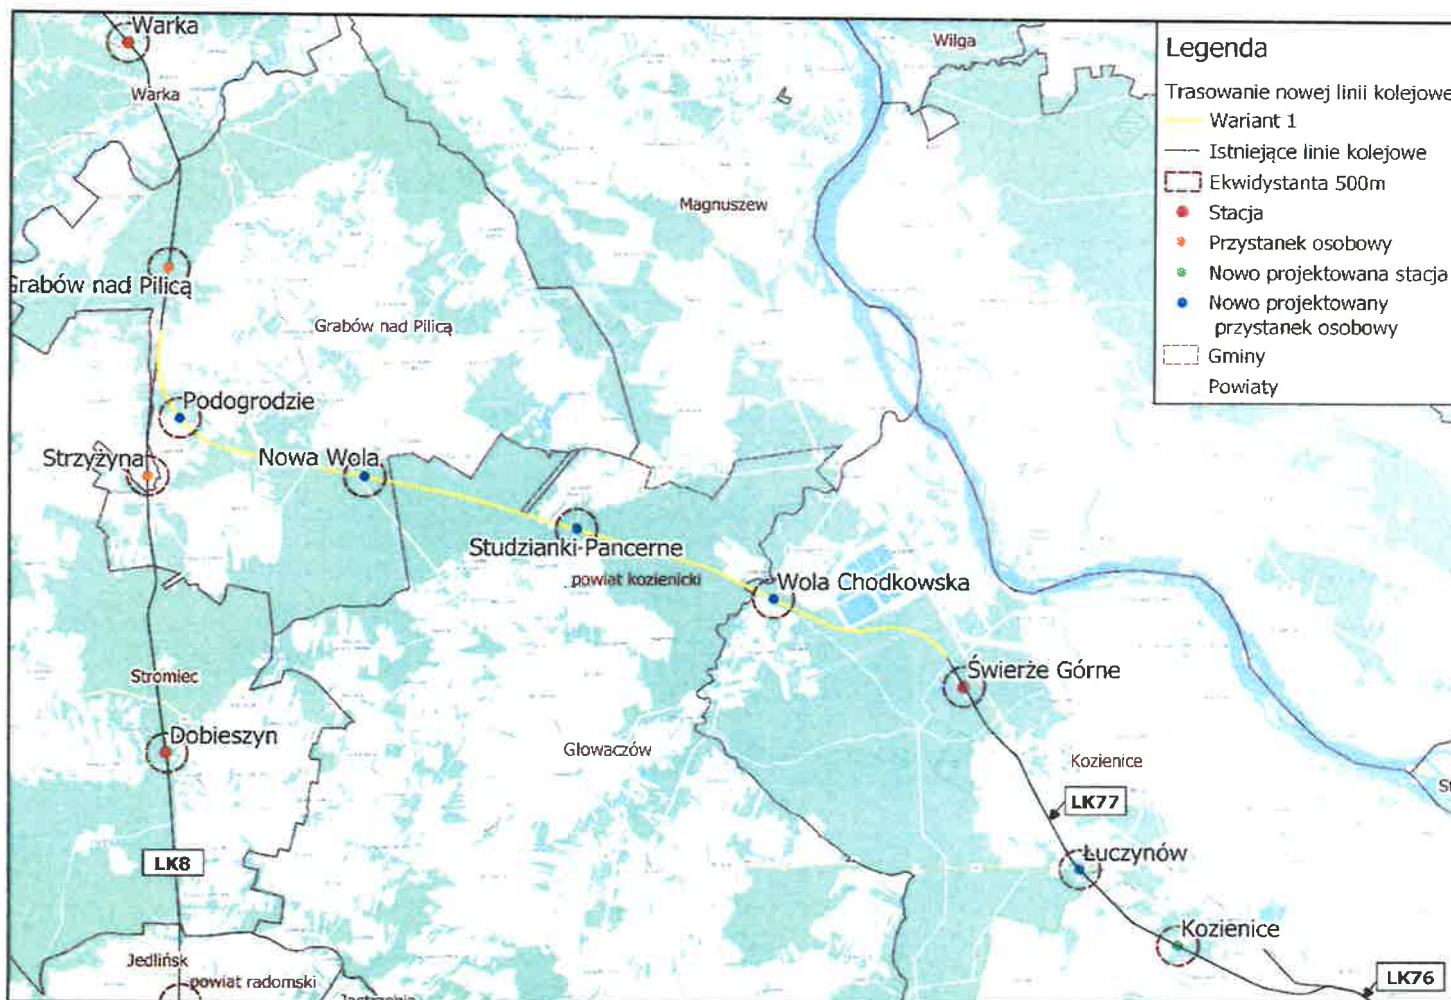 Warka
Warka
Wilga
Legenda
Trasowanie nowej linii kolejowe
Wariant 1
Istniejące linie kolejowe
Ekwidystanta 500m
Stacja
Przystanek osobowy
Nowo projektowana stacja
Nowo projektowany
przystanek osobowy
Gminy
Powiaty
Magnuszew
Grabów nad Pilicą
Grabów nad Pilicą
Podogrodzie
Strzyżyna
Nowa Wola
Studzianki-Pancerne
powiat kozienicki
Wola Chodkowska
Świerże Górne
Stromiec
Dobieszyn
Głowaczów
Kozienice
LK77
LK8
Łuczynów
Kozienice
Jedlińsk
powiat radomski
LK76